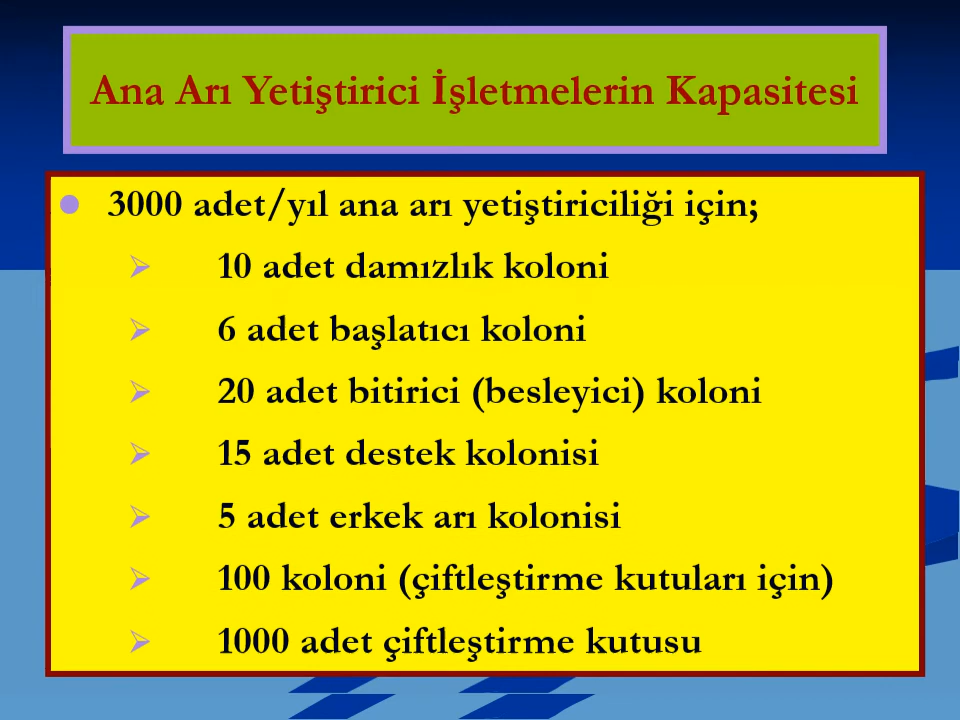 Ana Arı Yetiştirici İşletmelerin Kapasitesi
3000 adet/yıl ana arı yetiştiriciliği için;
10 adet damızlık koloni
6 adet başlatıcı koloni
20 adet bitirici (besleyici) koloni
15 adet destek kolonisi
5 adet erkek arı kolonisi
100 koloni (çiftleştirme kutuları için)
1000 adet çiftleştirme kutusu